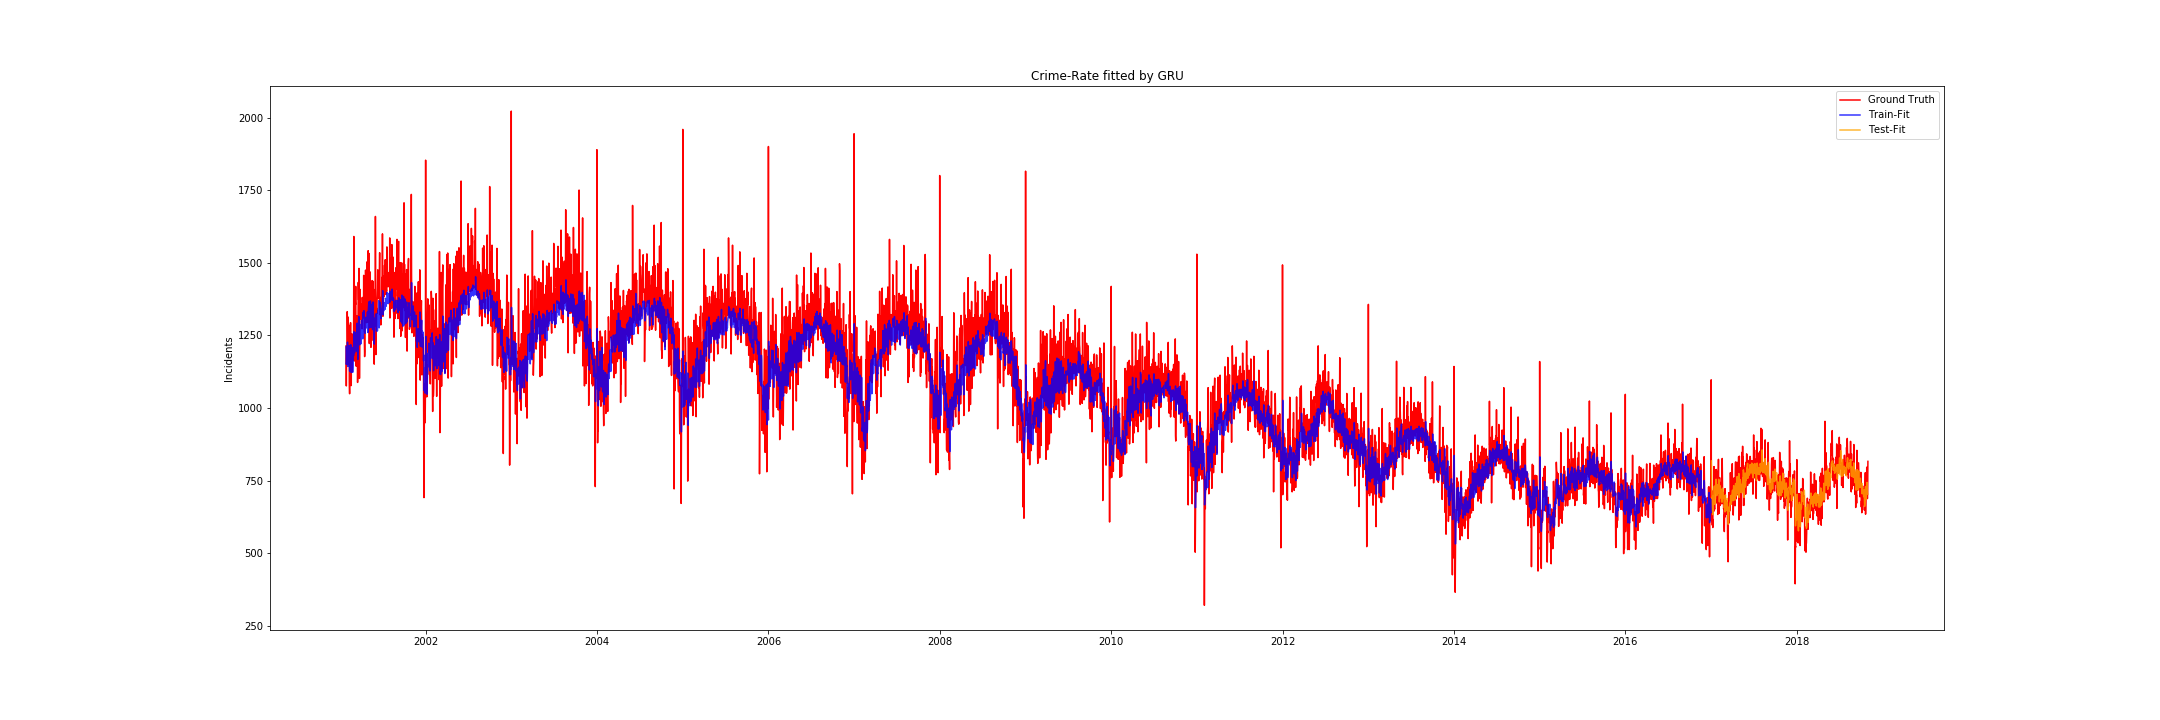 Crime-Rate fitted by GRU
Ground Truth
Train-Fit
Test-Fit
Incidents
2000
1750
1500
1250
1000
750
500
250
2002 2004 2006 2008 2010 2012 2014 2016 2018